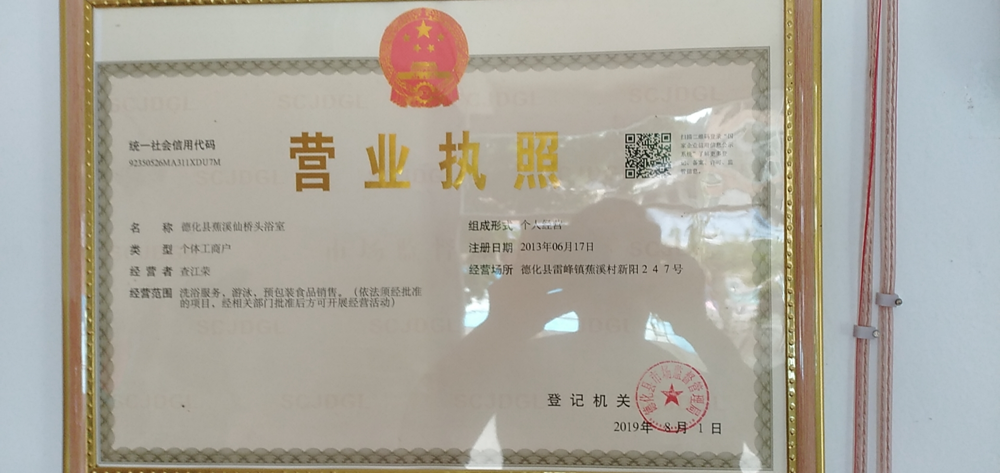 营业执照
统一社会信用代码
92350526MA311XDU7M
扫描二维码登录“国
家企业信用信息公示
系统”了解更多登
记、备案、许可、监
管信息。
名 称 德化县蕉溪仙桥头浴室
类 型 个体工商户
经营者 查江荣
经营范围 洗浴服务、游泳、预包装食品销售。（依法须经批准
的项目、经相关部门批准后方可开展经营活动）
组成形式 个人经营
注册日期 2013年06月17日
经营场所 德化县雷峰镇蕉溪村新阳247号
登记机关
德化县市场监督管理局
2019年 8月 1日
SCJDGL